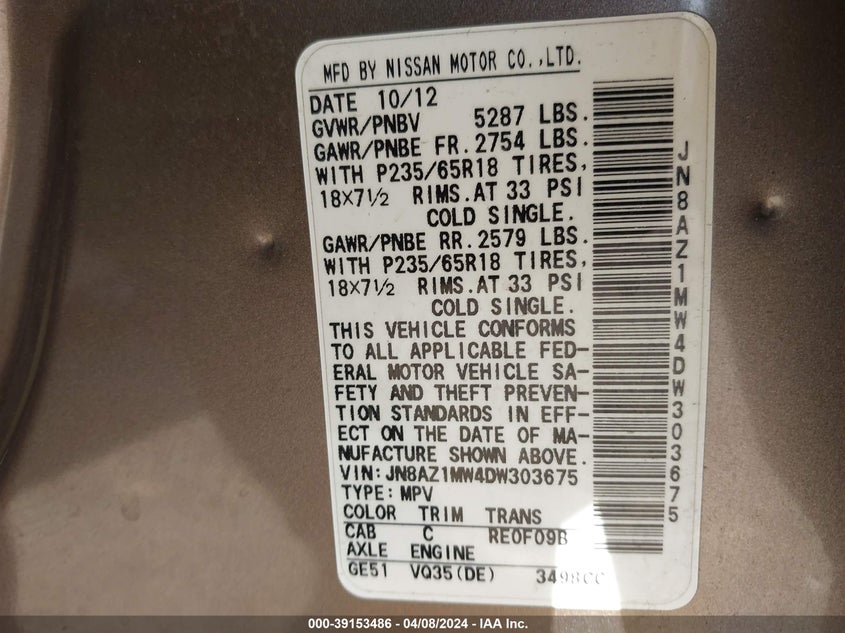 MFD BY NISSAN MOTOR CO.,LTD.
DATE 10/12
GVWR/PNBV 5287 LBS.
GAWR/PNBE FR. 2754 LBS.
WITH P235/65R18 TIRES,
18×7½ RIMS.AT 33 PSI
COLD SINGLE.
GAWR/PNBE RR. 2579 LBS.
WITH P235/65R18 TIRES,
18×7½ RIMS.AT 33 PSI
COLD SINGLE.
THIS VEHICLE CONFORMS
TO ALL APPLICABLE FED-
ERAL MOTOR VEHICLE SA-
FETY AND THEFT PREVEN-
TION STANDARDS IN EFF-
ECT ON THE DATE OF MA-
NUFACTURE SHOWN ABOVE.
VIN:JN8AZ1MW4DW303675
TYPE:MPV
COLOR TRIM TRANS
CAB C RE0F09B
AXLE ENGINE
GE51 VQ35(DE) 3498CC
JN8AZ1MW4DW303675
000-39153486 - 04/08/2024 - IAA Inc.